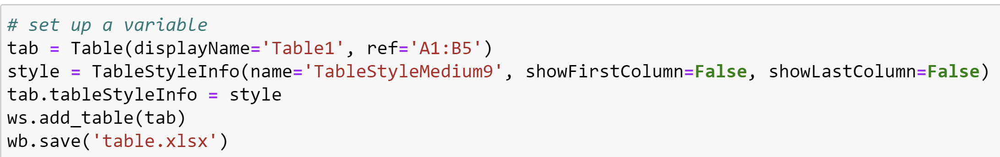 # set up a variable
tab = Table(displayName='Table1', ref='A1:B5')
style = TableStyleInfo(name='TableStyleMedium9', showFirstColumn=False, showLastColumn=False)
tab.tableStyleInfo = style
ws.add_table(tab)
wb.save('table.xlsx')